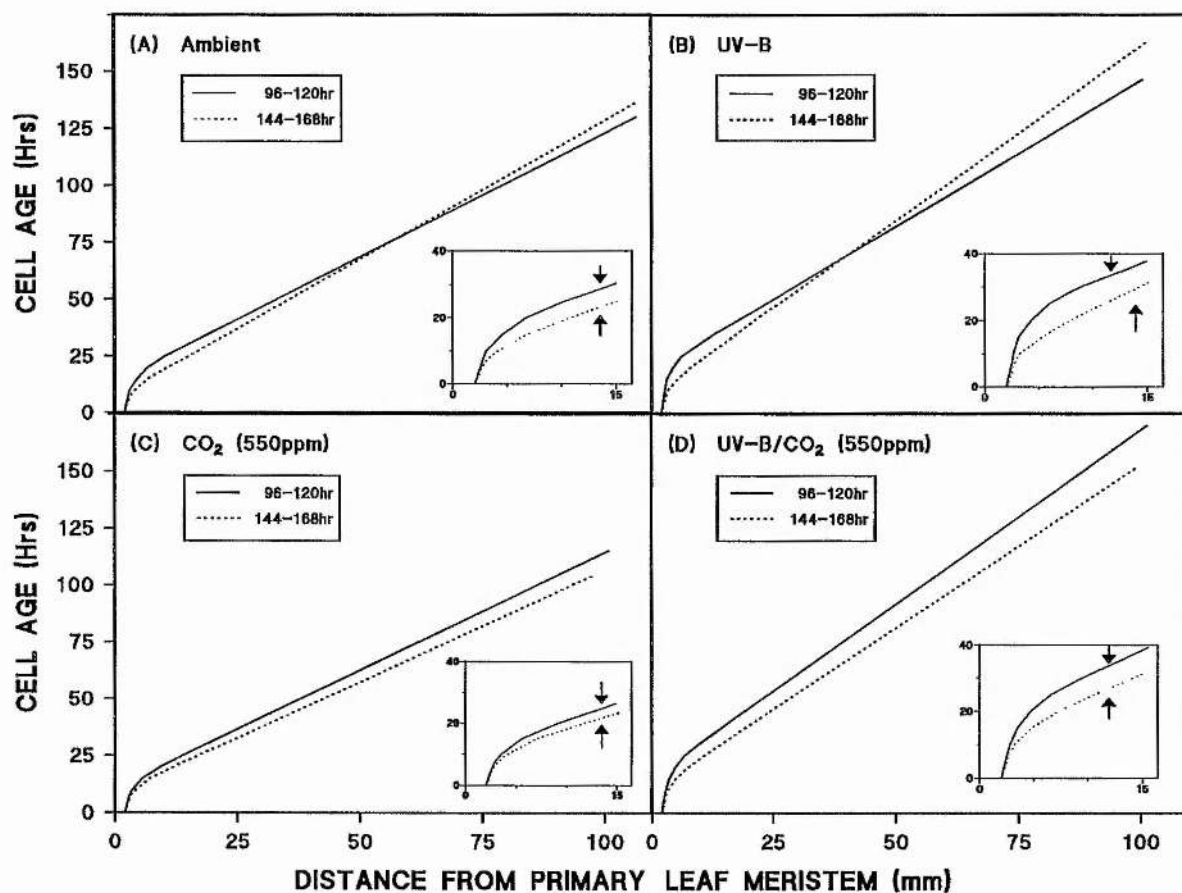 (A) Ambient
96-120hr
144-168hr
150
125
100
75
50
25
0
CELL AGE (Hrs)
40
20
0
0 15
(B) UV-B
96-120hr
144-168hr
40
20
0
0 15
(C) CO₂ (550ppm)
96-120hr
144-168hr
150
125
100
75
50
25
0
CELL AGE (Hrs)
40
20
0
0 15
(D) UV-B/CO₂ (550ppm)
96-120hr
144-168hr
40
20
0
0 15
0 25 50 75 100 0 25 50 75 100
DISTANCE FROM PRIMARY LEAF MERISTEM (mm)